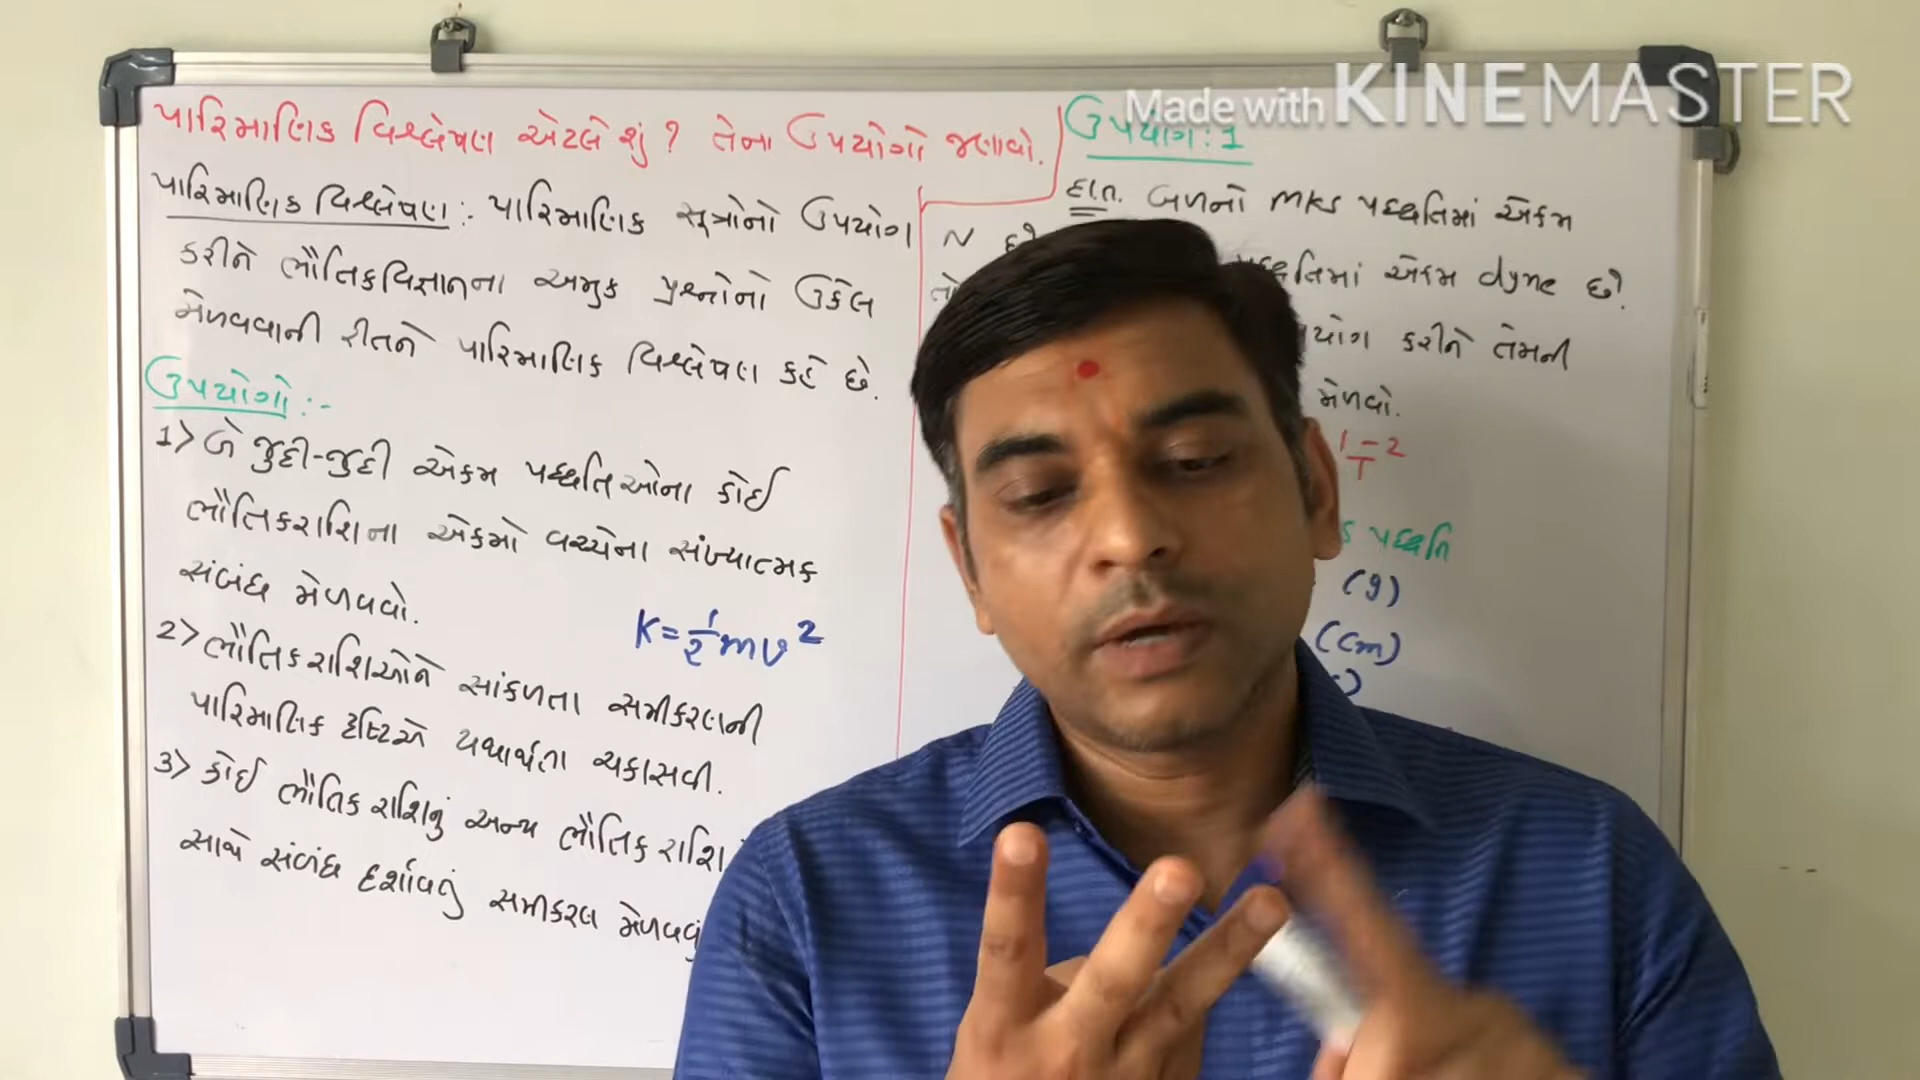 પારિમાણિક વિશ્લેષણ એટલે શું? તેના ઉપયોગો જણાવો.
પારિમાણિક વિશ્લેષણ:- પારિમાણિક સૂત્રોનો ઉપયોગ
કરીને ભૌતિકવિજ્ઞાનના અમુક પ્રશ્નોનો ઉકેલ
મેળવવાની રીતને પારિમાણિક વિશ્લેષણ કહે છે.
ઉપયોગો:-
1> બે જુદી-જુદી એકમ પદ્ધતિઓના કોઈ
ભૌતિકરાશિના એકમો વચ્ચેના સંખ્યાત્મક
સંબંધ મેળવવો.
K=½mv²
2> ભૌતિકરાશિઓને સાંકળતા સમીકરણની
પારિમાણિક દૃષ્ટિએ યથાર્થતા ચકાસવી.
3> કોઈ ભૌતિક રાશિનું અન્ય ભૌતિક રાશિ
સાથે સંબંધ દર્શાવતું સમીકરણ મેળવવું
Made with KINEMASTER
ઉપયોગ:1
દા.ત. બળનો MKS પદ્ધતિમાં એકમ
N છે
પદ્ધતિમાં એકમ dyne છે.
કરીને તેમની
મેળવો.
પદ્ધતિ
(g)
(cm)